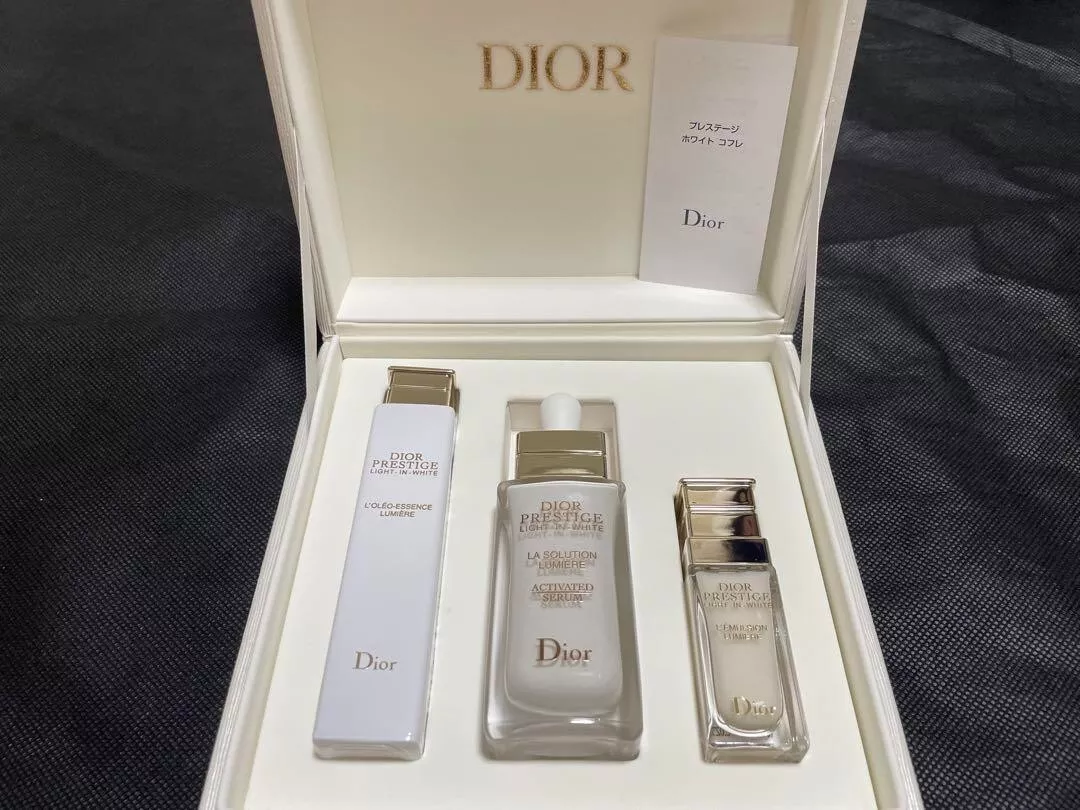 DIOR
プレステージ
ホワイト コフレ
Dior
DIOR
PRESTIGE
LIGHT-IN-WHITE
L'OLÉO-ESSENCE
LUMIÈRE
Dior
DIOR
PRESTIGE
LIGHT-IN-WHITE
LA SOLUTION
LUMIÈRE
ACTIVATED
SERUM
Dior
DIOR
PRESTIGE
LIGHT-IN-WHITE
L'ÉMULSION
LUMIÈRE
Dior